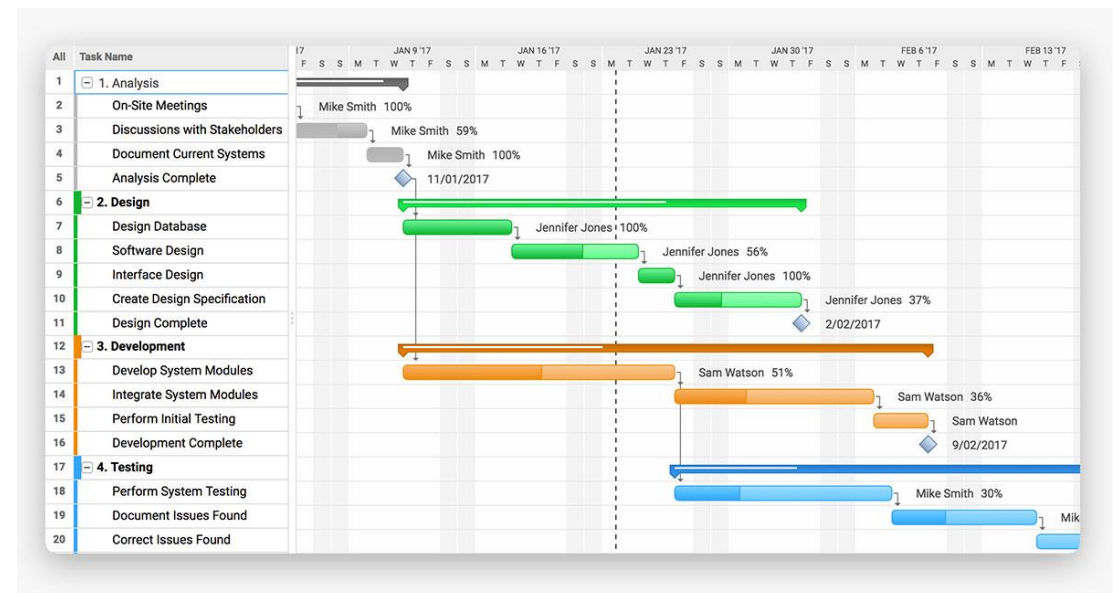 All Task Name 17 JAN 9 '17 JAN 16 '17 JAN 23 '17 JAN 30 '17 FEB 6 '17 FEB 13 '17
F S S M T W T F S S M T W T F S S M T W T F S S M T W T F S S M T W T F S S M T W T F
1 1. Analysis
2 On-Site Meetings Mike Smith 100%
3 Discussions with Stakeholders Mike Smith 59%
4 Document Current Systems Mike Smith 100%
5 Analysis Complete 11/01/2017
6 2. Design
7 Design Database Jennifer Jones 100%
8 Software Design Jennifer Jones 56%
9 Interface Design Jennifer Jones 100%
10 Create Design Specification Jennifer Jones 37%
11 Design Complete 2/02/2017
12 3. Development
13 Develop System Modules Sam Watson 51%
14 Integrate System Modules Sam Watson 36%
15 Perform Initial Testing Sam Watson
16 Development Complete 9/02/2017
17 4. Testing
18 Perform System Testing Mike Smith 30%
19 Document Issues Found Mik
20 Correct Issues Found